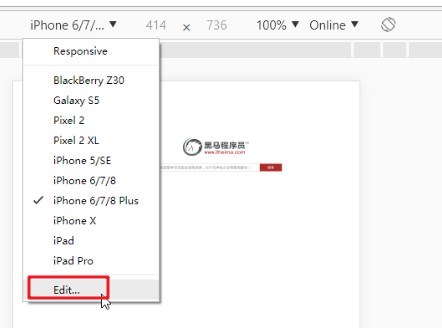 iPhone 6/7/... ▼ 414 × 736 100% ▼ Online ▼
Responsive
BlackBerry Z30
Galaxy S5
Pixel 2
Pixel 2 XL
iPhone 5/SE
iPhone 6/7/8
iPhone 6/7/8 Plus
iPhone X
iPad
iPad Pro
Edit...
黑马程序员
www.itheima.com